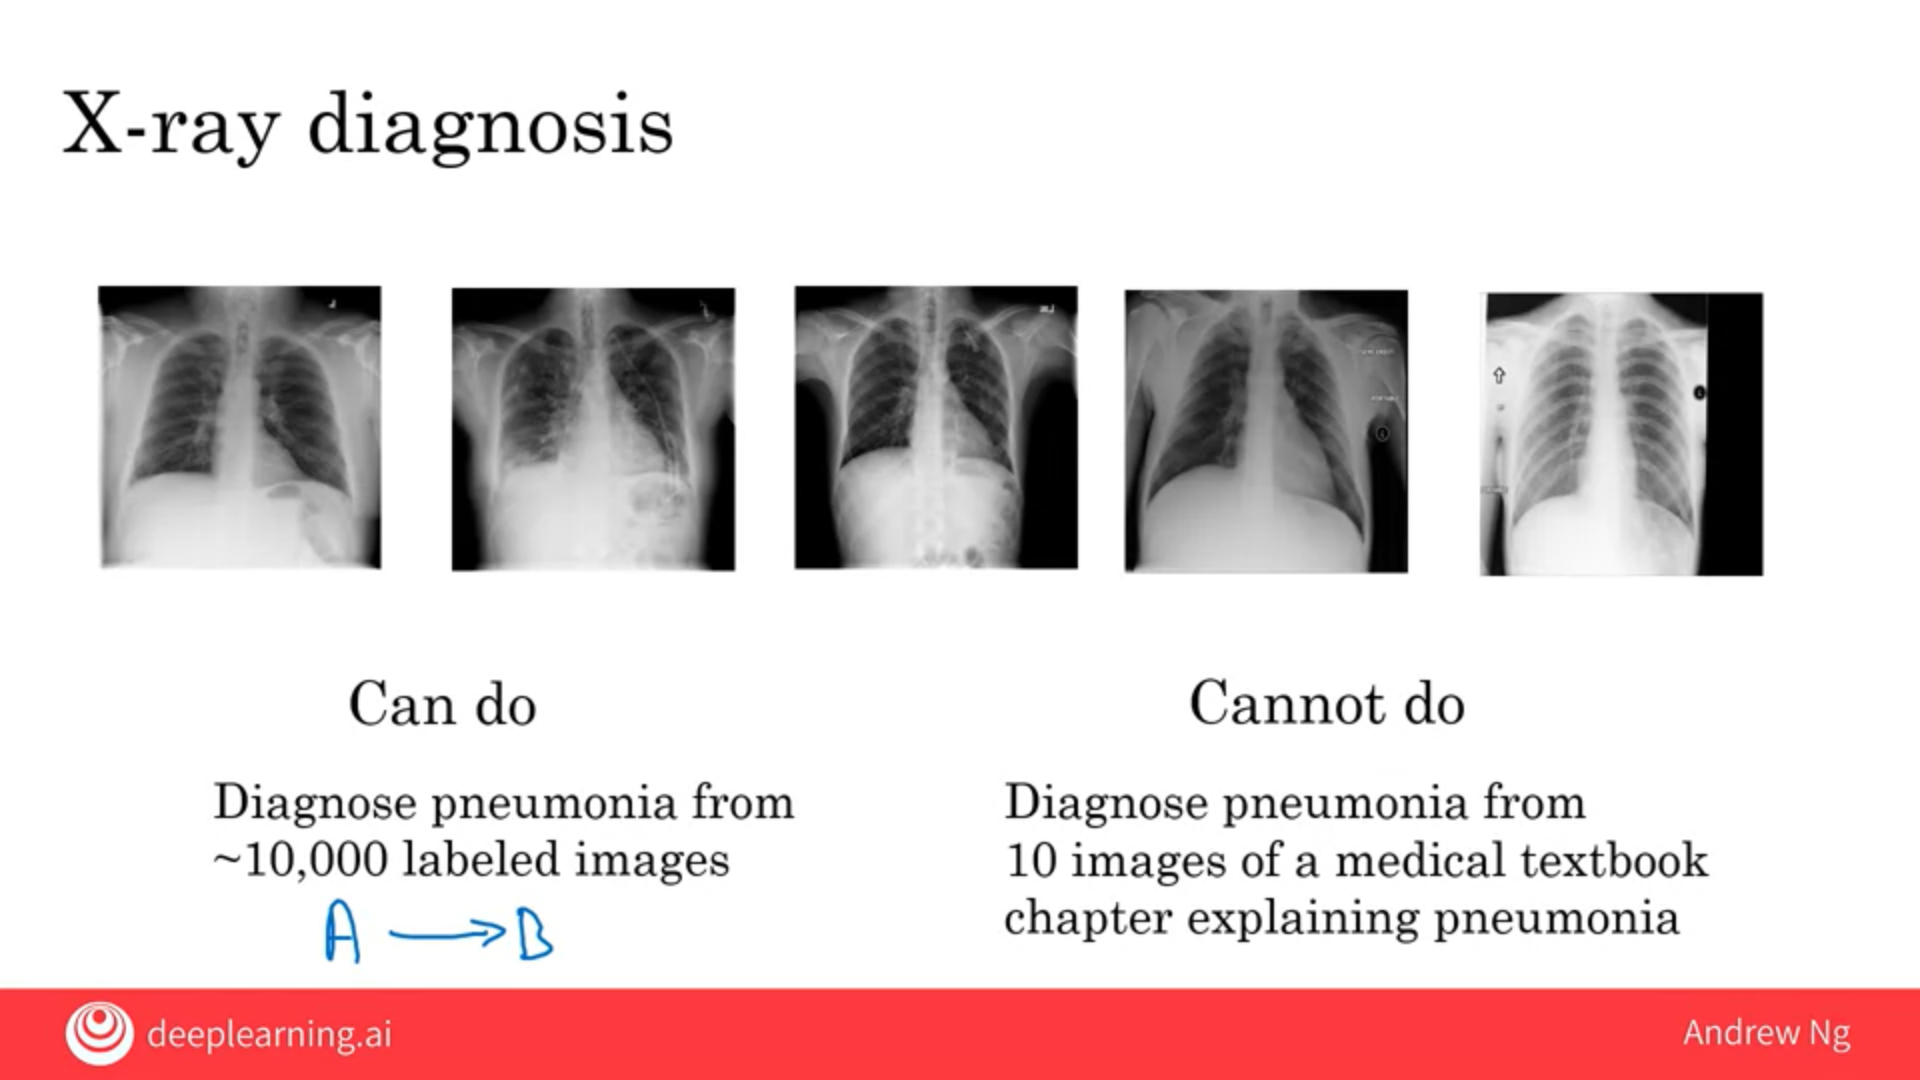 X-ray diagnosis
Can do
Diagnose pneumonia from
~10,000 labeled images
A → B
Cannot do
Diagnose pneumonia from
10 images of a medical textbook
chapter explaining pneumonia
deeplearning.ai
Andrew Ng